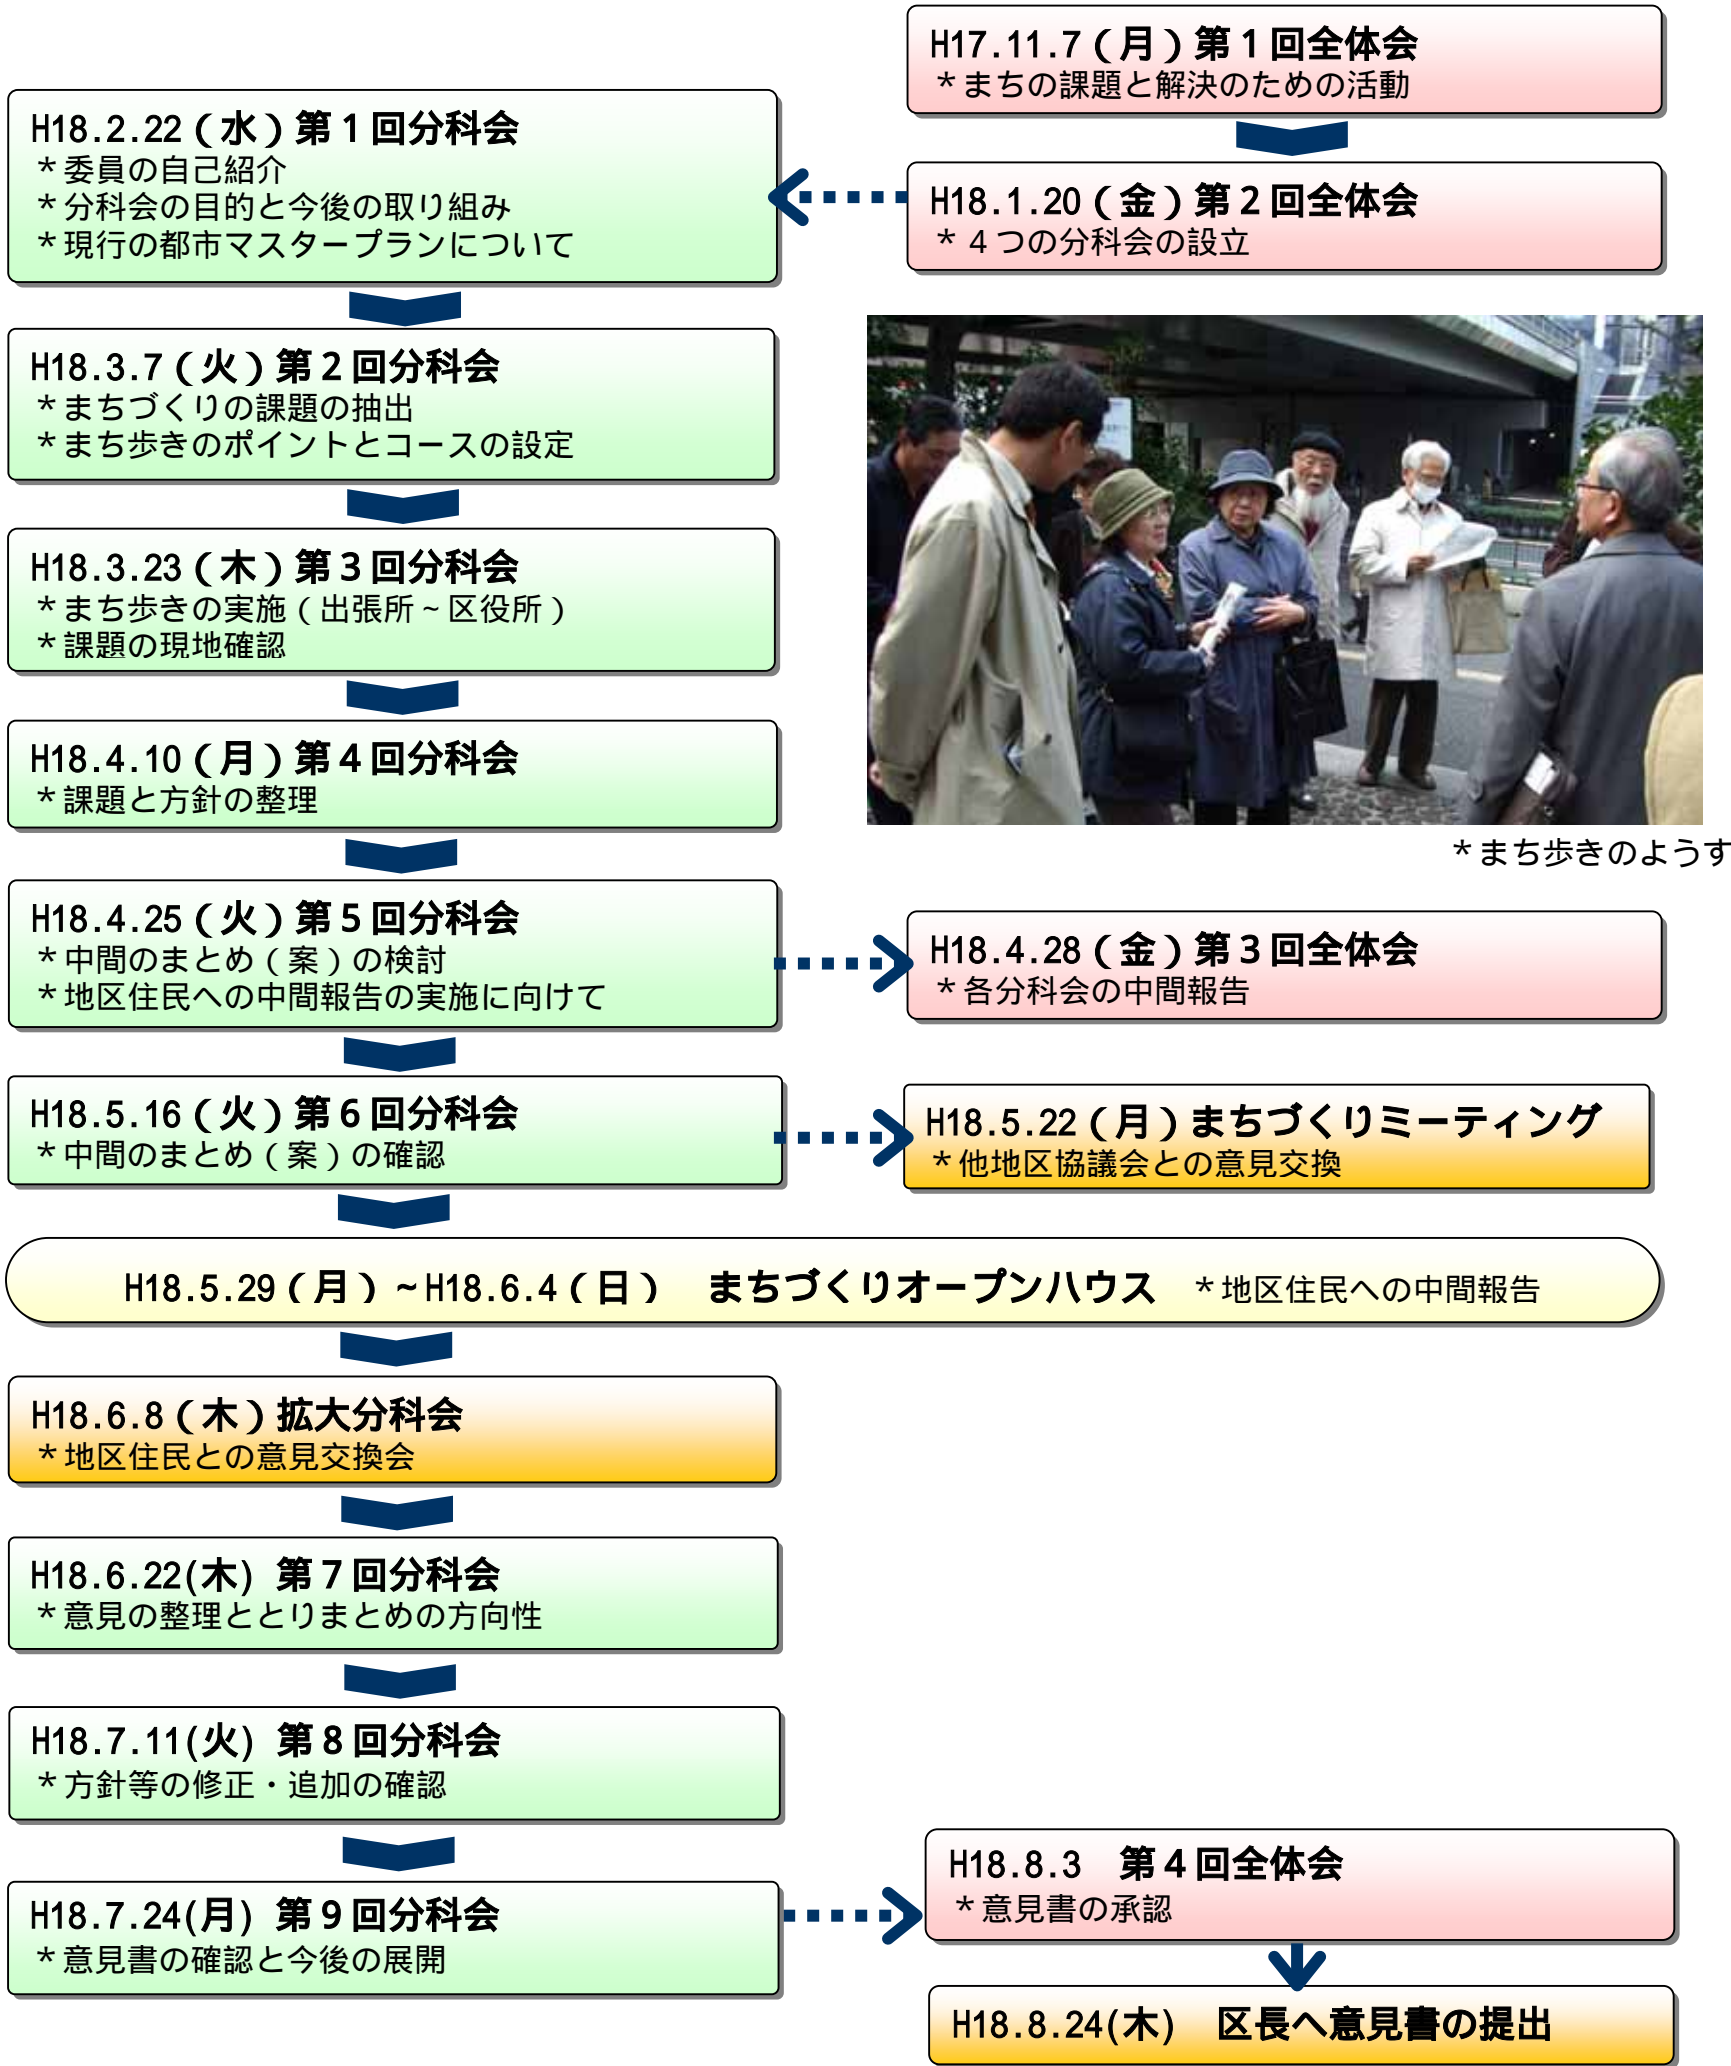 H17.11.7（月）第1回全体会
＊まちの課題と解決のための活動
H18.1.20（金）第2回全体会
＊４つの分科会の設立
H18.2.22（水）第1回分科会
＊委員の自己紹介
＊分科会の目的と今後の取り組み
＊現行の都市マスタープランについて
H18.3.7（火）第2回分科会
＊まちづくりの課題の抽出
＊まち歩きのポイントとコースの設定
H18.3.23（木）第3回分科会
＊まち歩きの実施（出張所～区役所）
＊課題の現地確認
H18.4.10（月）第4回分科会
＊課題と方針の整理
＊まち歩きのようす
H18.4.25（火）第5回分科会
＊中間のまとめ（案）の検討
＊地区住民への中間報告の実施に向けて
H18.4.28（金）第3回全体会
＊各分科会の中間報告
H18.5.16（火）第6回分科会
＊中間のまとめ（案）の確認
H18.5.22（月）まちづくりミーティング
＊他地区協議会との意見交換
H18.5.29（月）～H18.6.4（日）　まちづくりオープンハウス　＊地区住民への中間報告
H18.6.8（木）拡大分科会
＊地区住民との意見交換会
H18.6.22(木) 第7回分科会
＊意見の整理ととりまとめの方向性
H18.7.11(火) 第8回分科会
＊方針等の修正・追加の確認
H18.7.24(月) 第9回分科会
＊意見書の確認と今後の展開
H18.8.3　第4回全体会
＊意見書の承認
H18.8.24(木)　区長へ意見書の提出